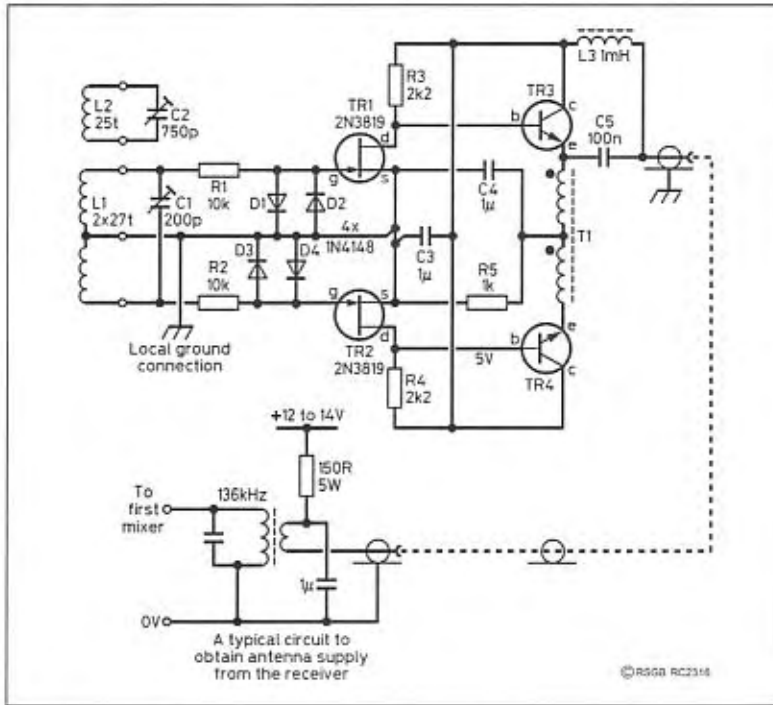 L3 1mH
R3
2k2
TR3
TR1
2N3819
L2
25t
C2
750p
b
c
e
C5
100n
d
g
s
R1
10k
D1
D2
C4
1µ
L1
2x27t
C1
200p
4x
1N4148
C3
1µ
T1
D3
D4
R2
10k
R5
1k
g
s
d
TR2
2N3819
Local ground
connection
b
5V
e
c
TR4
R4
2k2
+12 to 14V
150R
5W
To
first
mixer
136kHz
1µ
0V
A typical circuit to
obtain antenna supply
from the receiver
©RSGB RC2316